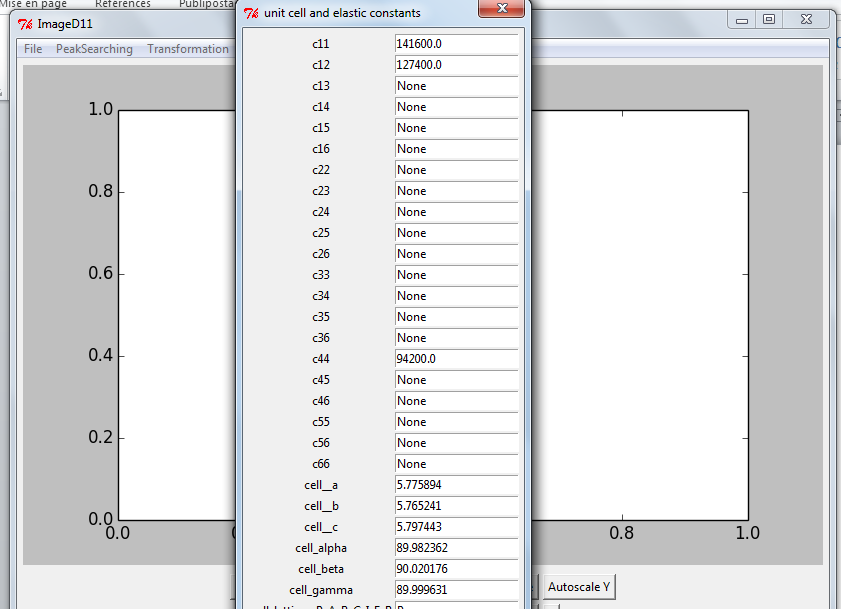 Mise en page Références Publiposta
ImageD11
File PeakSearching Transformation
unit cell and elastic constants
c11 141600.0
c12 127400.0
c13 None
c14 None
c15 None
c16 None
c22 None
c23 None
c24 None
c25 None
c26 None
c33 None
c34 None
c35 None
c36 None
c44 94200.0
c45 None
c46 None
c55 None
c56 None
c66 None
cell__a 5.775894
cell__b 5.765241
cell__c 5.797443
cell_alpha 89.982362
cell_beta 90.020176
cell_gamma 89.999631
1.0
0.8
0.6
0.4
0.2
0.0
0.0 0.8 1.0
Autoscale Y